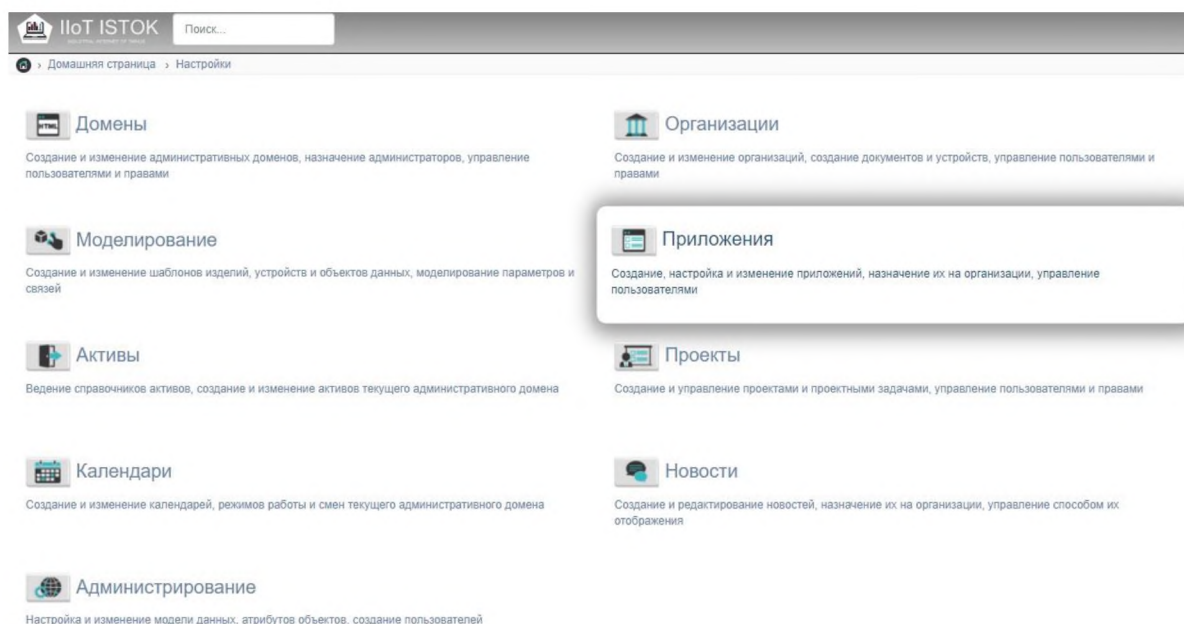 IIoT ISTOK
Поиск...
Домашняя страница › Настройки
HTML
Домены
Создание и изменение административных доменов, назначение администраторов, управление
пользователями и правами
Организации
Создание и изменение организаций, создание документов и устройств, управление пользователями и
правами
Моделирование
Создание и изменение шаблонов изделий, устройств и объектов данных, моделирование параметров и
связей
Приложения
Создание, настройка и изменение приложений, назначение их на организации, управление
пользователями
Активы
Ведение справочников активов, создание и изменение активов текущего административного домена
Проекты
Создание и управление проектами и проектными задачами, управление пользователями и правами
Календари
Создание и изменение календарей, режимов работы и смен текущего административного домена
Новости
Создание и редактирование новостей, назначение их на организации, управление способом их
отображения
Администрирование
Настройка и изменение модели данных, атрибутов объектов, создание пользователей